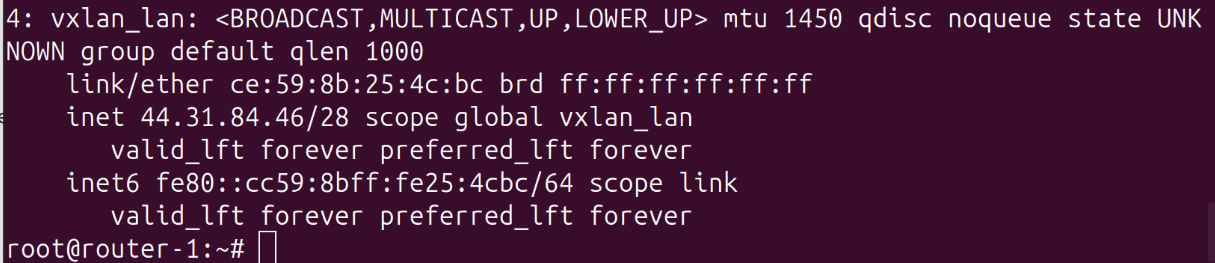 4: vxlan_lan: <BROADCAST,MULTICAST,UP,LOWER_UP> mtu 1450 qdisc noqueue state UNK
NOWN group default qlen 1000
    link/ether ce:59:8b:25:4c:bc brd ff:ff:ff:ff:ff:ff
    inet 44.31.84.46/28 scope global vxlan_lan
       valid_lft forever preferred_lft forever
    inet6 fe80::cc59:8bff:fe25:4cbc/64 scope link
       valid_lft forever preferred_lft forever
root@router-1:~#